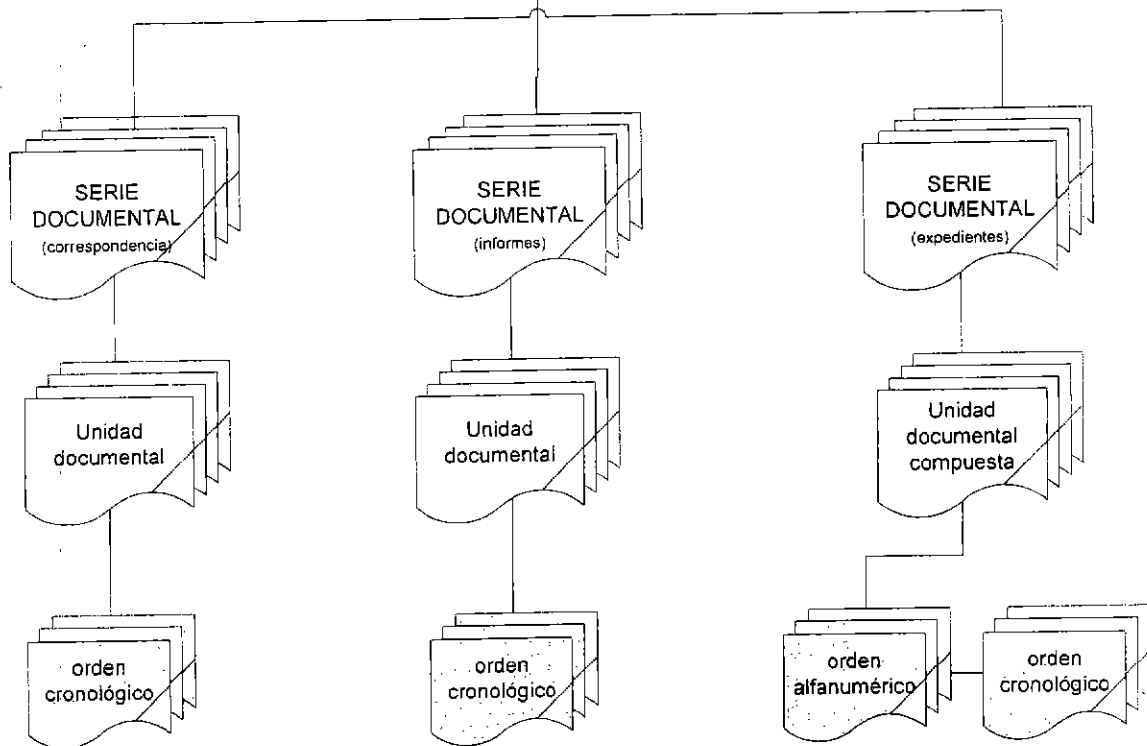 SERIE
DOCUMENTAL
(correspondencia)
SERIE
DOCUMENTAL
(informes)
SERIE
DOCUMENTAL
(expedientes)
Unidad
documental
Unidad
documental
Unidad
documental
compuesta
orden
cronológico
orden
cronológico
orden
alfanumérico
orden
cronológico